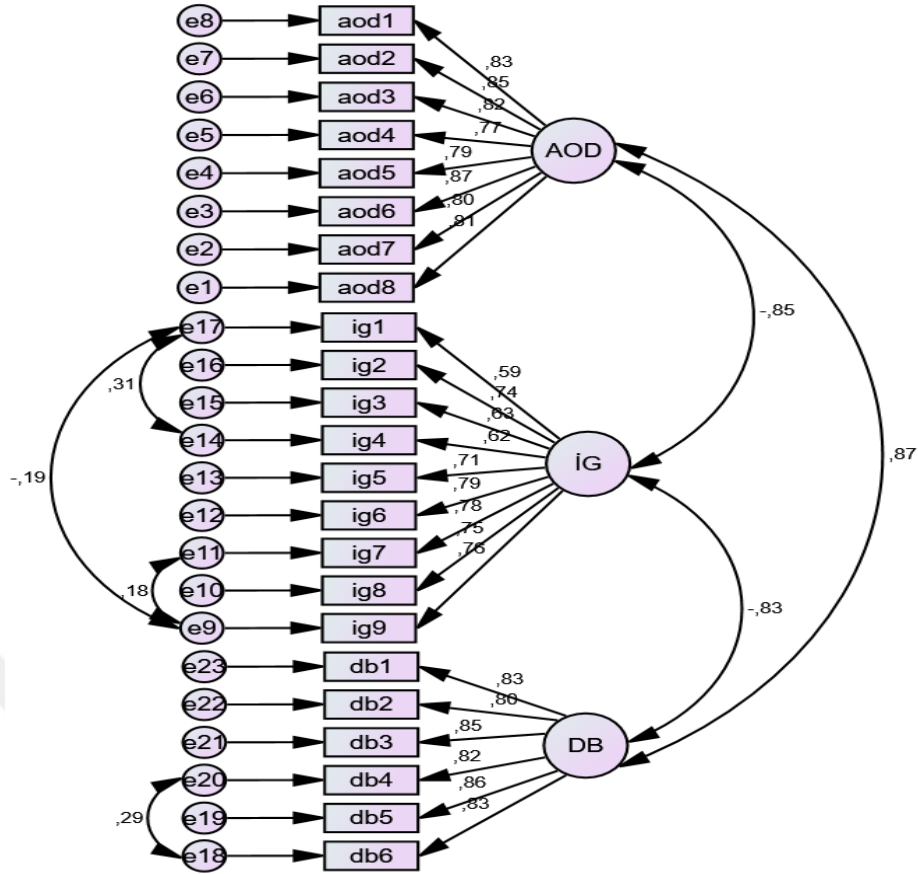 e8 aod1
,83
e7 aod2
,85
e6 aod3
,82
e5 aod4
,77
AOD
e4 aod5
,79
,87
e3 aod6
,80
e2 aod7
,81
e1 aod8
-,85
e17 ig1
e16 ig2
,59
,31
,74
e15 ig3
,63
e14 ig4
,62
,87
İG
e13 ig5
,71
-,19
,79
e12 ig6
,78
e11 ig7
,75
,76
e10 ig8
,18
-,83
e9 ig9
e23 db1
,83
e22 db2
,80
e21 db3
,85
DB
e20 db4
,82
,86
e19 db5
,83
,29
e18 db6